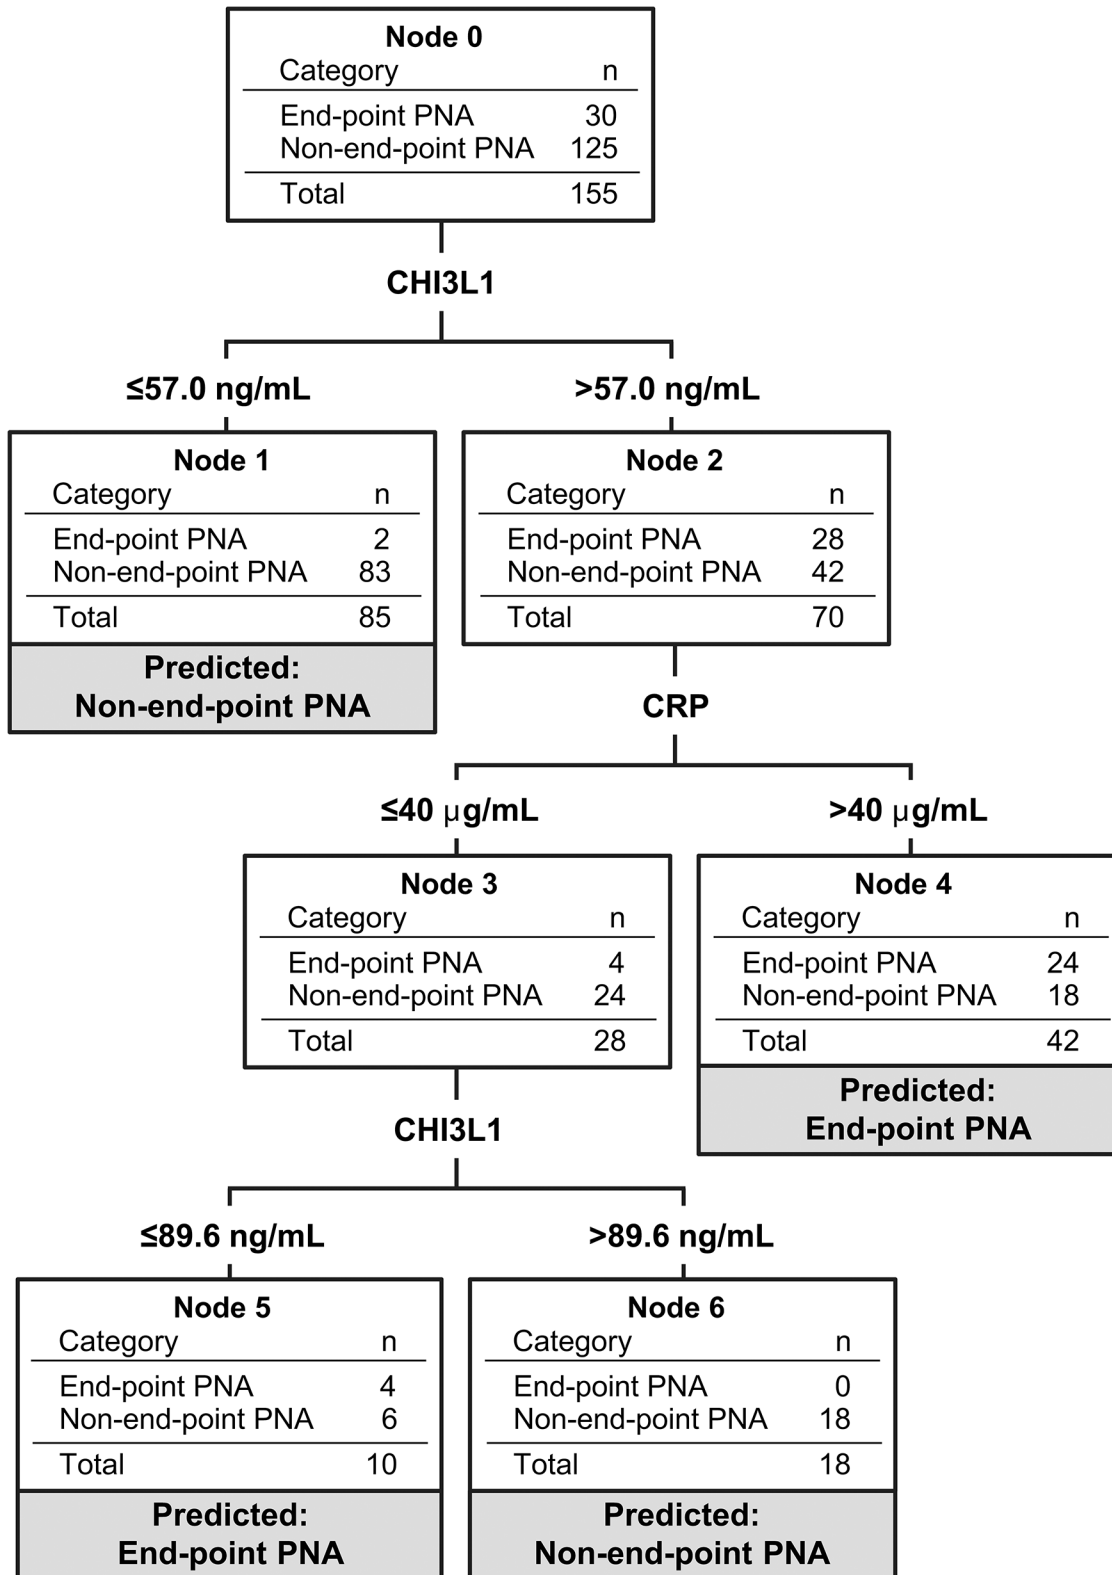 Node 0
Category n
End-point PNA 30
Non-end-point PNA 125
Total 155
CHI3L1
≤57.0 ng/mL >57.0 ng/mL
Node 1
Category n
End-point PNA 2
Non-end-point PNA 83
Total 85
Predicted:
Non-end-point PNA
Node 2
Category n
End-point PNA 28
Non-end-point PNA 42
Total 70
CRP
≤40 µg/mL >40 µg/mL
Node 3
Category n
End-point PNA 4
Non-end-point PNA 24
Total 28
Node 4
Category n
End-point PNA 24
Non-end-point PNA 18
Total 42
Predicted:
End-point PNA
CHI3L1
≤89.6 ng/mL >89.6 ng/mL
Node 5
Category n
End-point PNA 4
Non-end-point PNA 6
Total 10
Predicted:
End-point PNA
Node 6
Category n
End-point PNA 0
Non-end-point PNA 18
Total 18
Predicted:
Non-end-point PNA